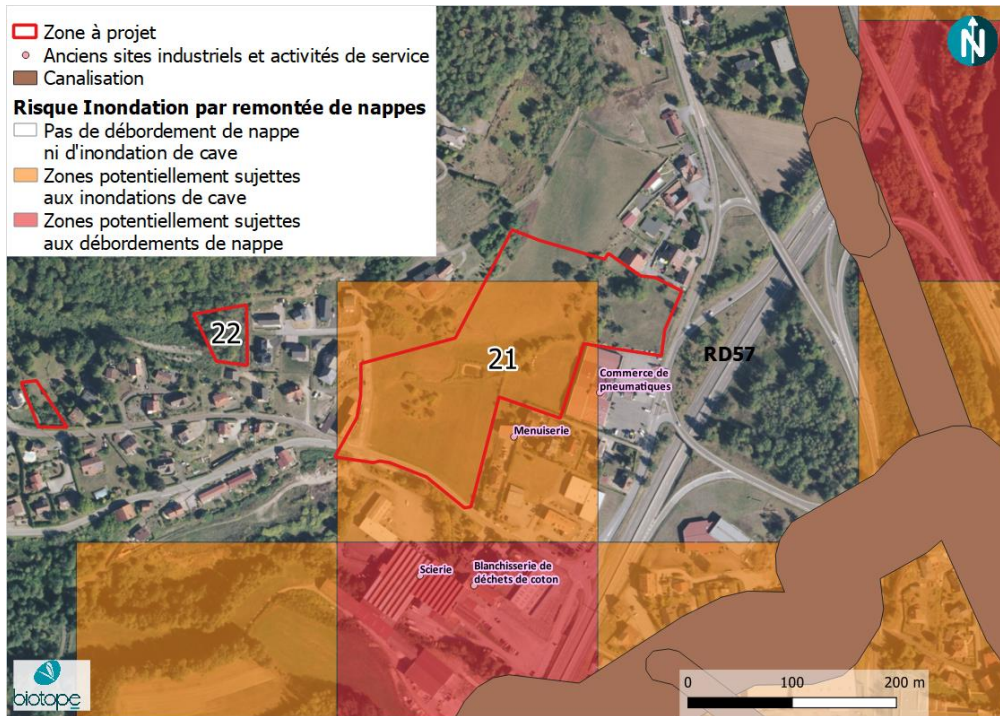 Zone à projet
Anciens sites industriels et activités de service
Canalisation
Risque Inondation par remontée de nappes
Pas de débordement de nappe
ni d'inondation de cave
Zones potentiellement sujettes
aux inondations de cave
Zones potentiellement sujettes
aux débordements de nappe
N
22
21
RD57
Commerce de
pneumatiques
Menuiserie
Scierie
Blanchisserie de
déchets de coton
biotope
0 100 200 m